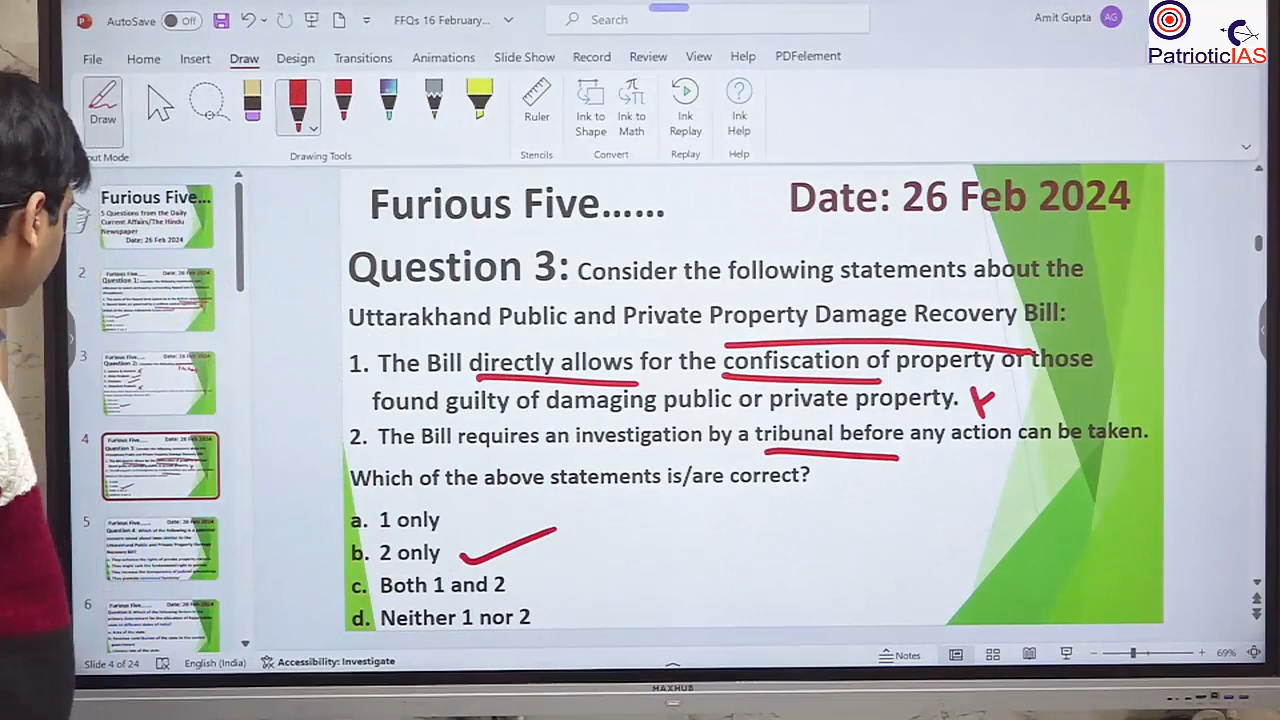 AutoSave Off FFQs 16 February... Search Amit Gupta AG
PatrioticIAS
File Home Insert Draw Design Transitions Animations Slide Show Record Review View Help PDFelement
Draw
Ruler
Ink to Shape
Ink to Math
Ink Replay
Ink Help
Drawing Tools Stencils Convert Replay Help
Furious Five...
5 Questions from the Daily
Current Affairs/The Hindu
Newspaper
Date: 26 Feb 2024
2
3
4
5
6
Furious Five...... Date: 26 Feb 2024
Question 3: Consider the following statements about the
Uttarakhand Public and Private Property Damage Recovery Bill:
1. The Bill directly allows for the confiscation of property of those
found guilty of damaging public or private property.
2. The Bill requires an investigation by a tribunal before any action can be taken.
Which of the above statements is/are correct?
a. 1 only
b. 2 only
c. Both 1 and 2
d. Neither 1 nor 2
Slide 4 of 24 English (India) Accessibility: Investigate Notes 69%
MAXHUB